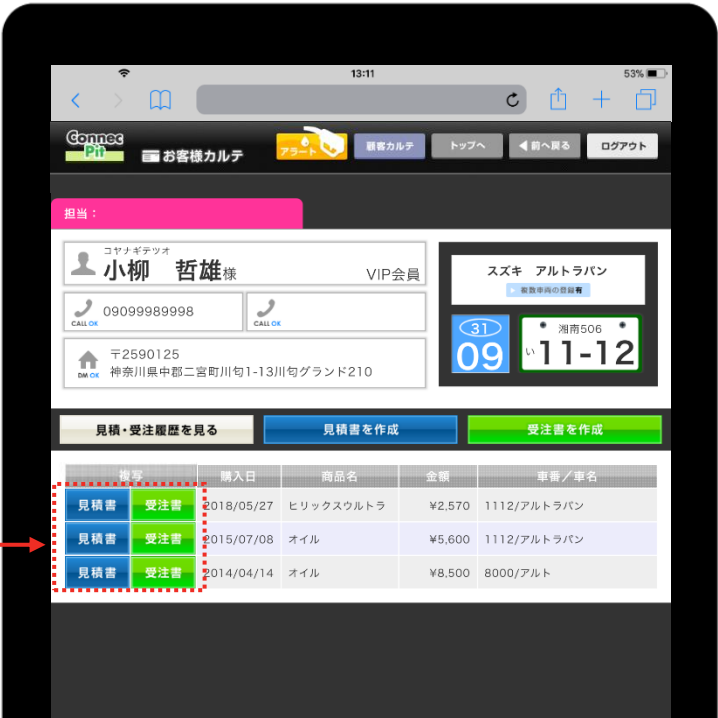 13:11
53%
Connec
Pit
お客様カルテ
アラート
顧客カルテ
トップへ
前へ戻る
ログアウト
担当：
コヤナギテツオ
小柳 哲雄様
VIP会員
09099989998
CALL OK
CALL OK
〒2590125
神奈川県中郡二宮町川匂1-13川匂グランド210
DM OK
スズキ アルトラパン
複数車両の登録有
31
09
湘南506
い 11-12
見積・受注履歴を見る
見積書を作成
受注書を作成
複写 購入日 商品名 金額 車番／車名
見積書 受注書 2018/05/27 ヒリックスウルトラ ¥2,570 1112/アルトラパン
見積書 受注書 2015/07/08 オイル ¥5,600 1112/アルトラパン
見積書 受注書 2014/04/14 オイル ¥8,500 8000/アルト